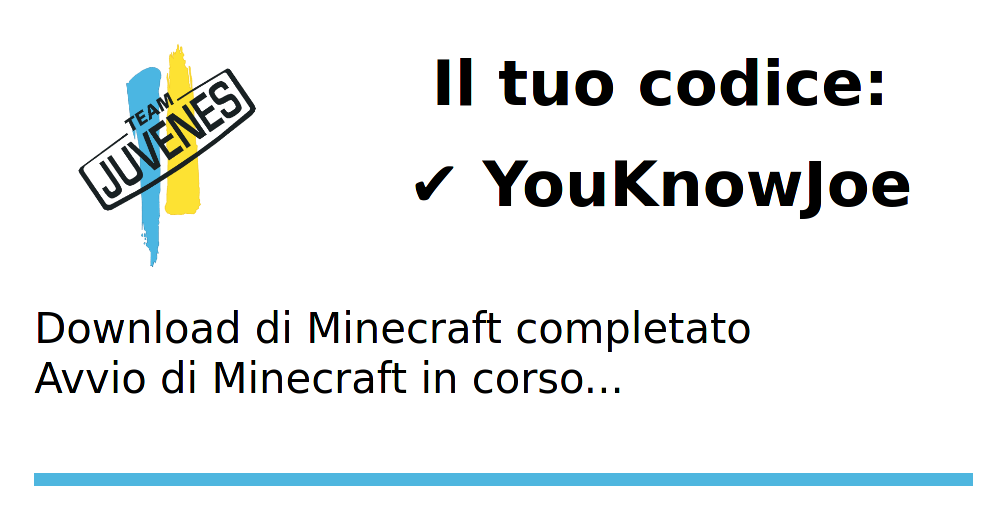 TEAM
JUVENES
Il tuo codice:
✔ YouKnowJoe
Download di Minecraft completato
Avvio di Minecraft in corso...